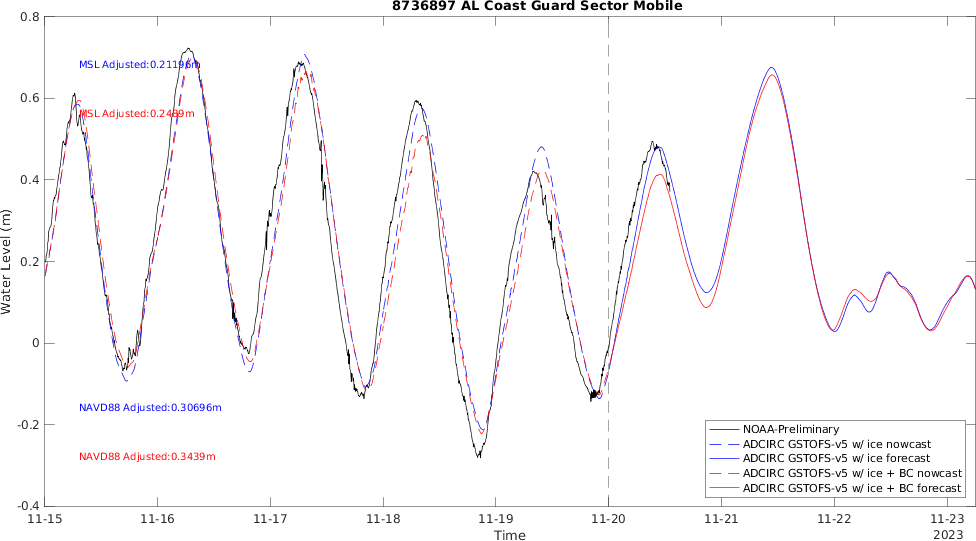 8736897 AL Coast Guard Sector Mobile
0.8
0.6
0.4
0.2
0
-0.2
-0.4
Water Level (m)
MSL Adjusted:0.21196m
MSL Adjusted:0.2489m
NAVD88 Adjusted:0.30696m
NAVD88 Adjusted:0.3439m
NOAA-Preliminary
ADCIRC GSTOFS-v5 w/ ice nowcast
ADCIRC GSTOFS-v5 w/ ice forecast
ADCIRC GSTOFS-v5 w/ ice + BC nowcast
ADCIRC GSTOFS-v5 w/ ice + BC forecast
11-15 11-16 11-17 11-18 11-19 11-20 11-21 11-22 11-23
Time
2023